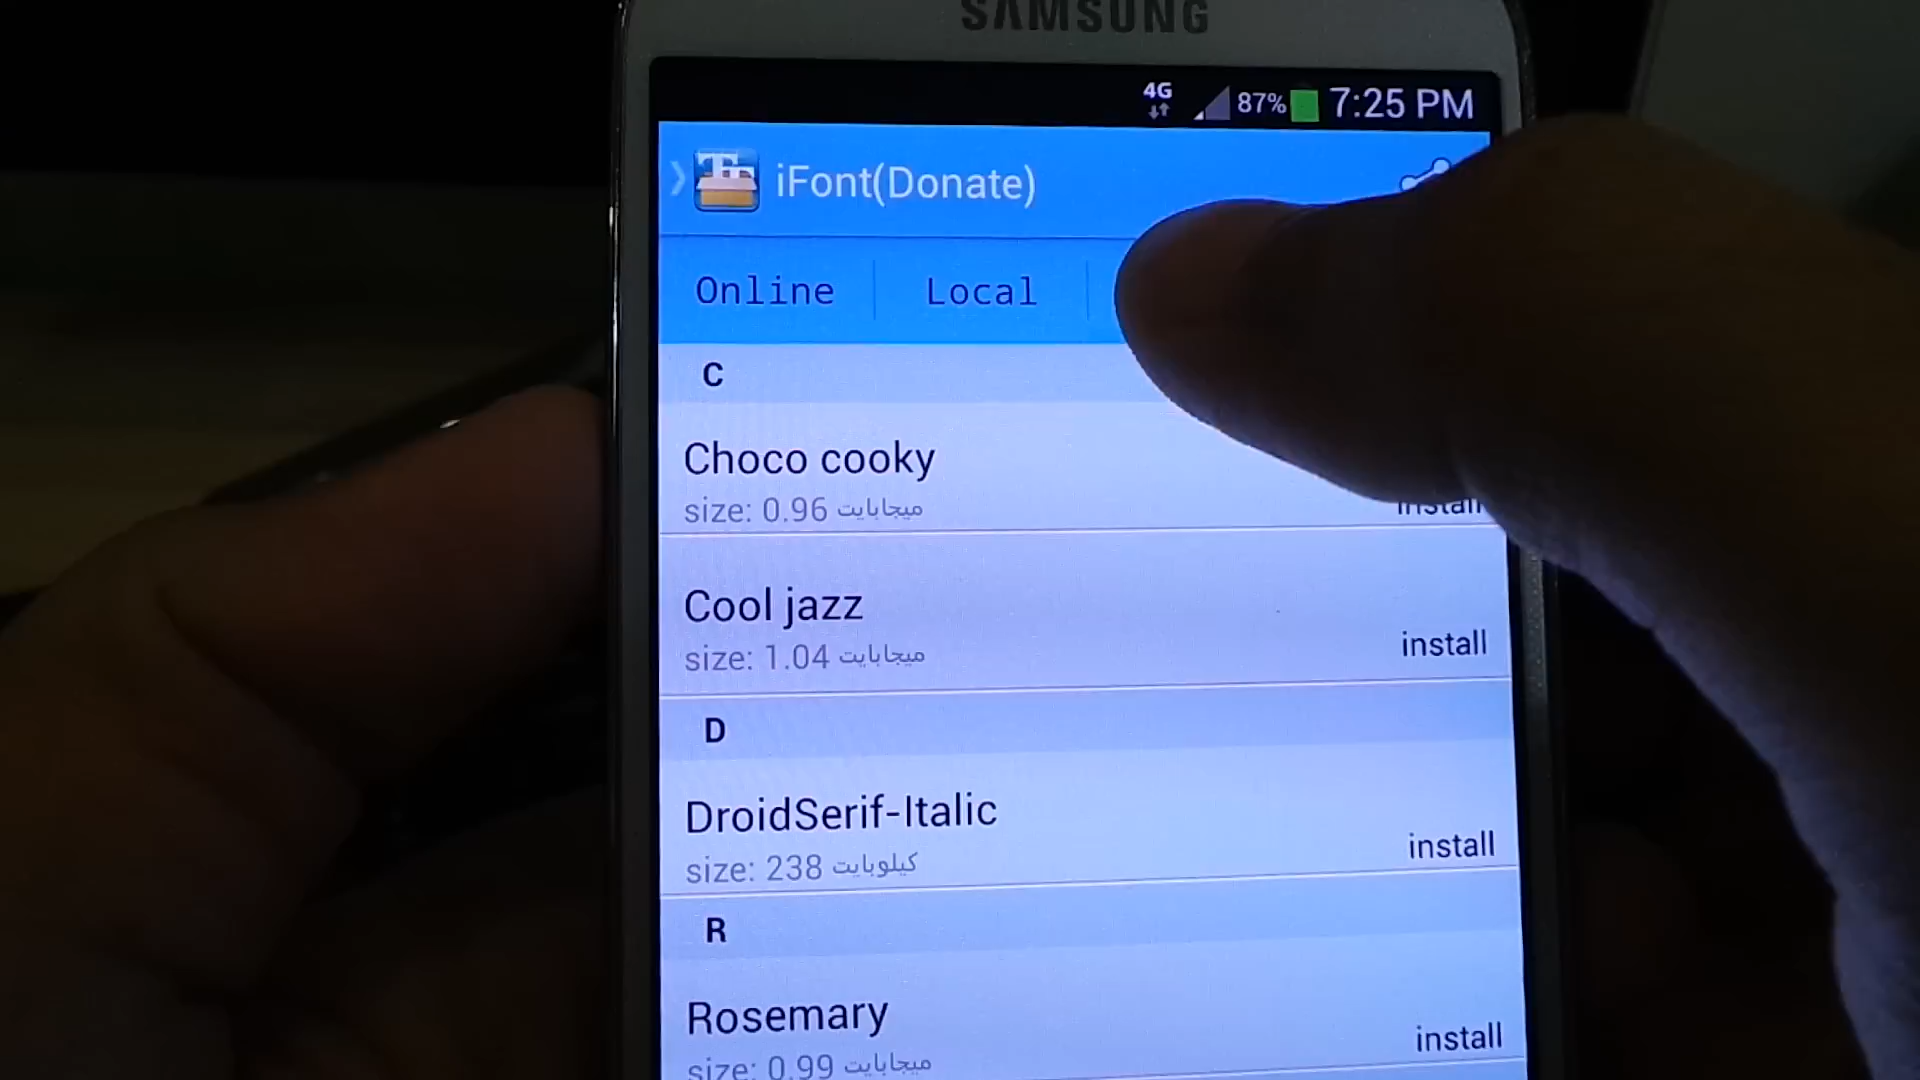 SAMSUNG
4G 87% 7:25 PM
iFont(Donate)
Online Local
C
Choco cooky
size: 0.96 ميجابايت
install
Cool jazz
size: 1.04 ميجابايت
install
D
DroidSerif-Italic
size: 238 كيلوبايت
install
R
Rosemary
size: 0.99 ميجابايت
install